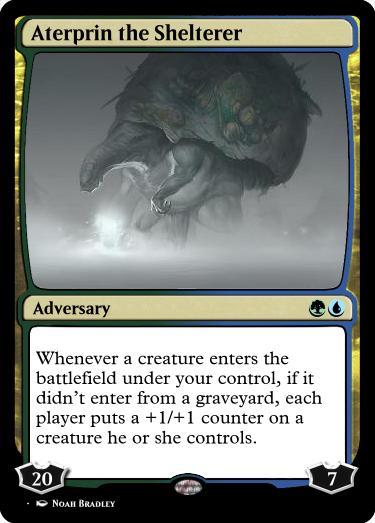 Aterprin the Shelterer
Adversary
Whenever a creature enters the
battlefield under your control, if it
didn't enter from a graveyard, each
player puts a +1/+1 counter on a
creature he or she controls.
20
7
Noah Bradley